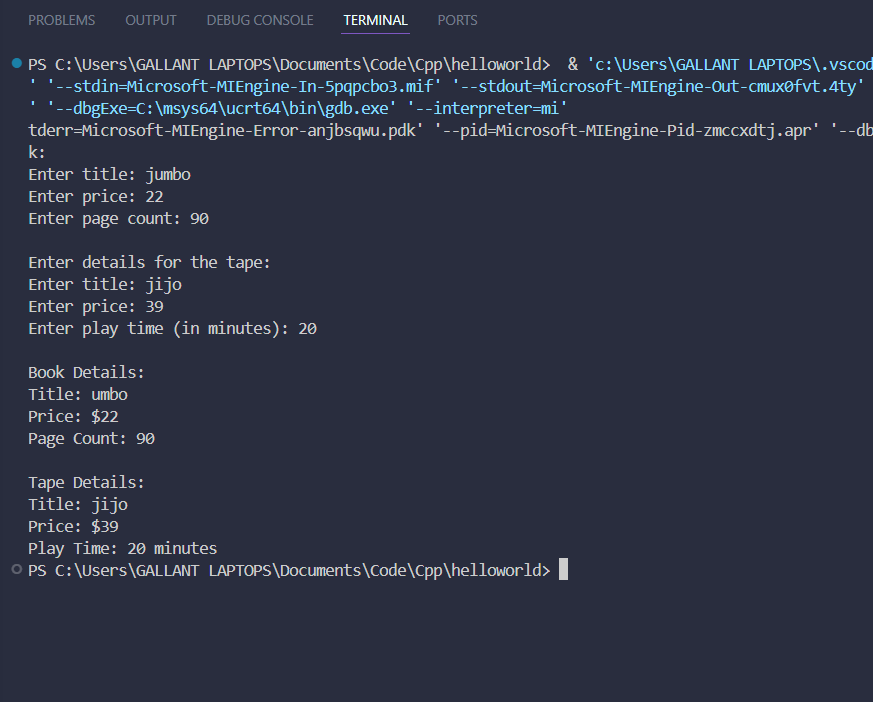 PROBLEMS OUTPUT DEBUG CONSOLE TERMINAL PORTS
PS C:\Users\GALLANT LAPTOPS\Documents\Code\Cpp\helloworld>  & 'c:\Users\GALLANT LAPTOPS\.vscod
' '--stdin=Microsoft-MIEngine-In-5pqpcbo3.mif' '--stdout=Microsoft-MIEngine-Out-cmux0fvt.4ty'
' '--dbgExe=C:\msys64\ucrt64\bin\gdb.exe' '--interpreter=mi'
tderr=Microsoft-MIEngine-Error-anjbsqwu.pdk' '--pid=Microsoft-MIEngine-Pid-zmccxdtj.apr' '--db
k:
Enter title: jumbo
Enter price: 22
Enter page count: 90
Enter details for the tape:
Enter title: jijo
Enter price: 39
Enter play time (in minutes): 20
Book Details:
Title: umbo
Price: $22
Page Count: 90
Tape Details:
Title: jijo
Price: $39
Play Time: 20 minutes
PS C:\Users\GALLANT LAPTOPS\Documents\Code\Cpp\helloworld>